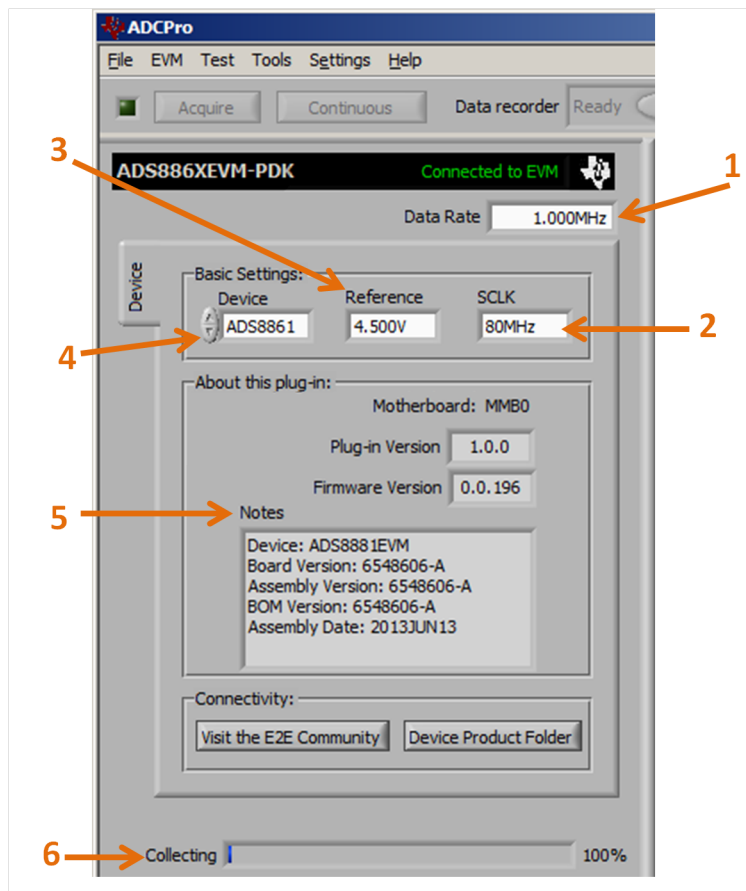 ADCPro
File EVM Test Tools Settings Help
Acquire Continuous Data recorder Ready
3
1
ADS886XEVM-PDK Connected to EVM
Data Rate 1.000MHz
Device
Basic Settings:
Device Reference SCLK
ADS8861 4.500V 80MHz
2
4
About this plug-in:
Motherboard: MMB0
Plug-in Version 1.0.0
Firmware Version 0.0.196
5
Notes
Device: ADS8881EVM
Board Version: 6548606-A
Assembly Version: 6548606-A
BOM Version: 6548606-A
Assembly Date: 2013JUN13
Connectivity:
Visit the E2E Community Device Product Folder
6
Collecting 100%